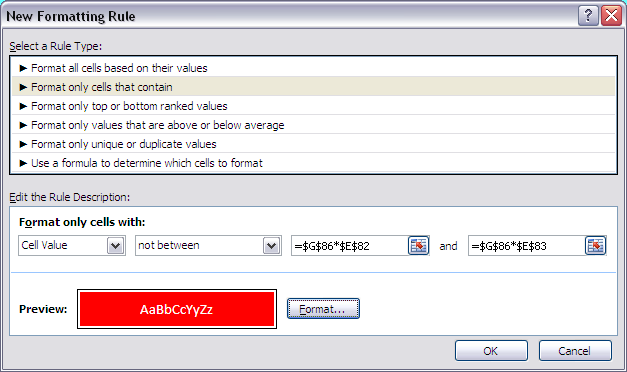 New Formatting Rule
Select a Rule Type:
► Format all cells based on their values
► Format only cells that contain
► Format only top or bottom ranked values
► Format only values that are above or below average
► Format only unique or duplicate values
► Use a formula to determine which cells to format
Edit the Rule Description:
Format only cells with:
Cell Value not between =$G$86*$E$82 and =$G$86*$E$83
Preview: AaBbCcYyZz Format...
OK Cancel